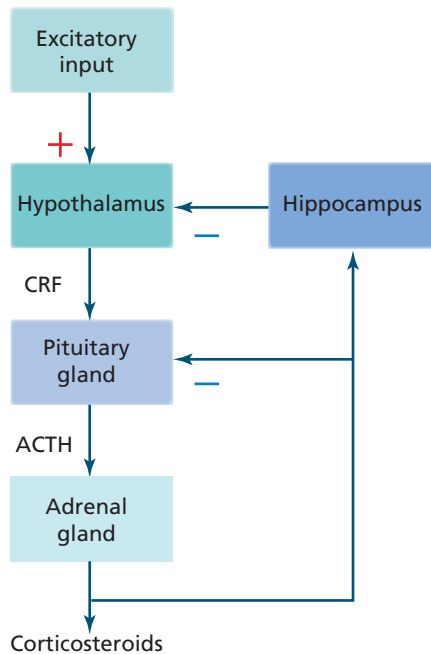 Excitatory
input
+
Hypothalamus
Hippocampus
–
CRF
Pituitary
gland
–
ACTH
Adrenal
gland
Corticosteroids